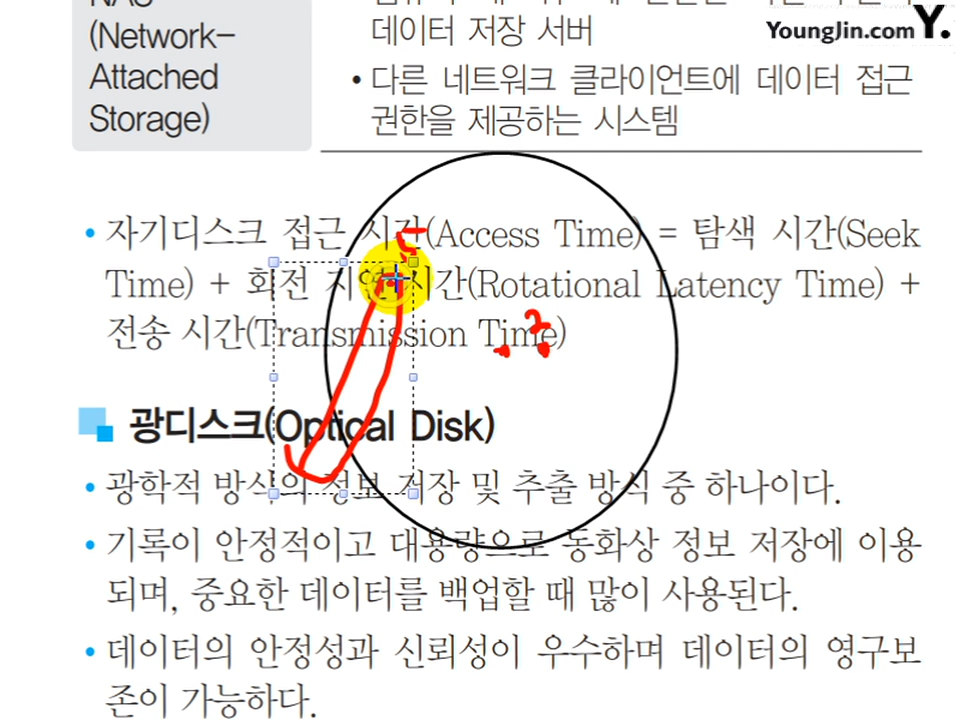 NAS
데이터 저장 서버
YoungJin.com Y.
(Network-
Attached
Storage)
• 다른 네트워크 클라이언트에 데이터 접근
권한을 제공하는 시스템
• 자기디스크 접근 시간(Access Time) = 탐색 시간(Seek
Time) + 회전 지연 시간(Rotational Latency Time) +
전송 시간(Transmission Time)
광디스크(Optical Disk)
• 광학적 방식의 정보 저장 및 추출 방식 중 하나이다.
• 기록이 안정적이고 대용량으로 동화상 정보 저장에 이용
되며, 중요한 데이터를 백업할 때 많이 사용된다.
• 데이터의 안정성과 신뢰성이 우수하며 데이터의 영구보
존이 가능하다.